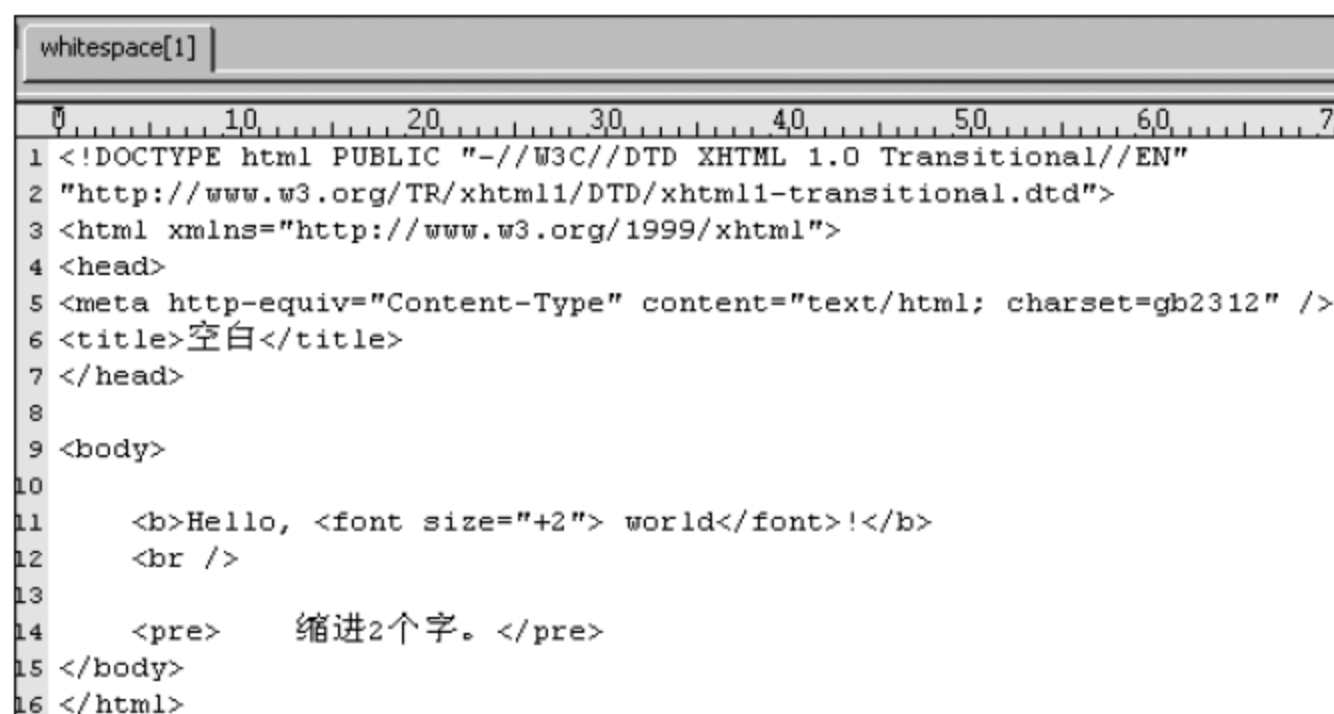 whitespace[1]
0 10 20 30 40 50 60 7
1 <!DOCTYPE html PUBLIC "-//W3C//DTD XHTML 1.0 Transitional//EN"
2 "http://www.w3.org/TR/xhtml1/DTD/xhtml1-transitional.dtd">
3 <html xmlns="http://www.w3.org/1999/xhtml">
4 <head>
5 <meta http-equiv="Content-Type" content="text/html; charset=gb2312" />
6 <title>空白</title>
7 </head>
8
9 <body>
10
11     <b>Hello, <font size="+2"> world</font>!</b>
12     <br />
13
14     <pre>    缩进2个字。</pre>
15 </body>
16 </html>